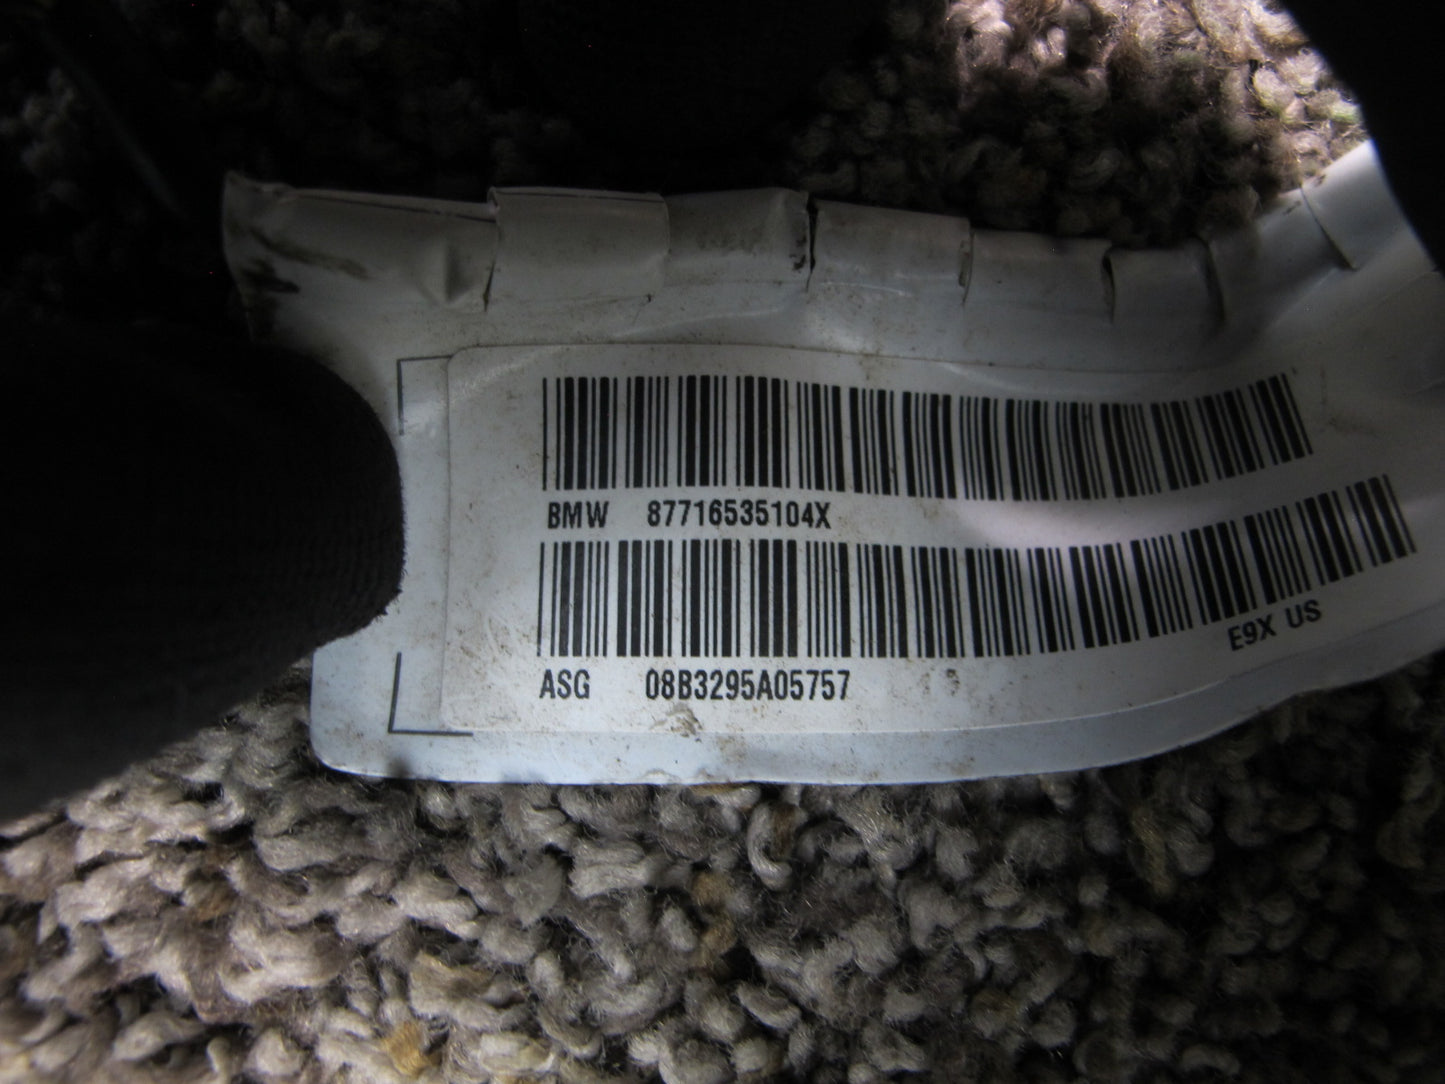 BMW 87716535104X
ASG 08B3295A05757
E9X US